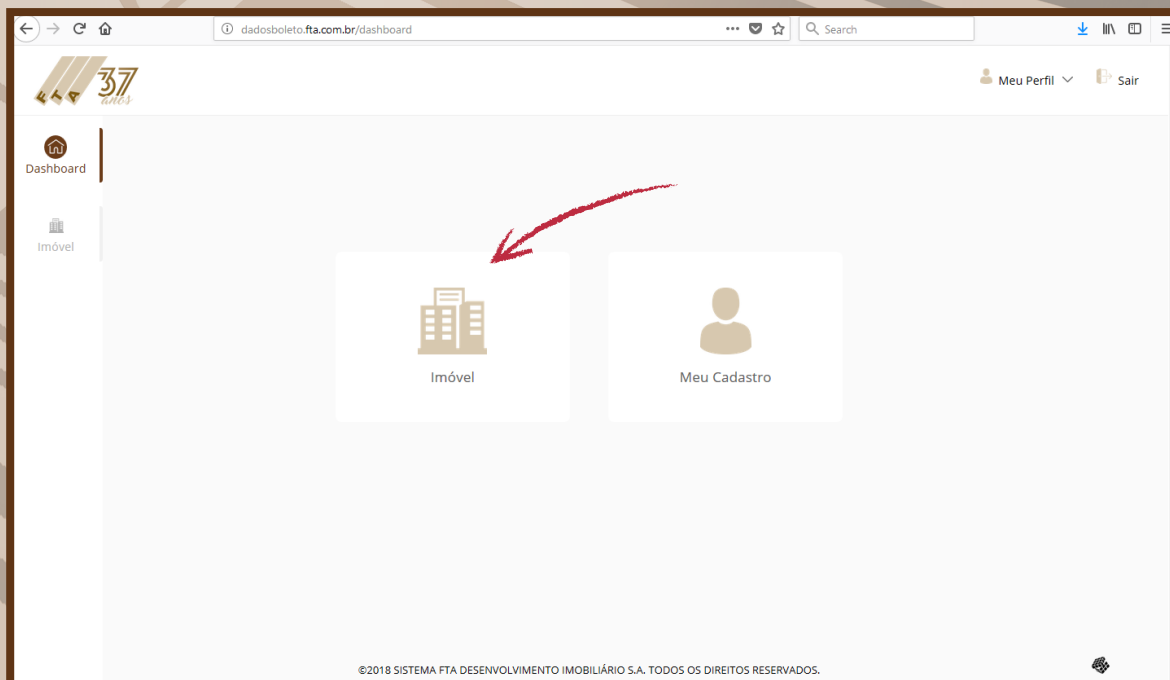 dadosboleto.fta.com.br/dashboard
Search
FTA 37
anos
Meu Perfil
Sair
Dashboard
Imóvel
Imóvel
Meu Cadastro
©2018 SISTEMA FTA DESENVOLVIMENTO IMOBILIÁRIO S.A. TODOS OS DIREITOS RESERVADOS.